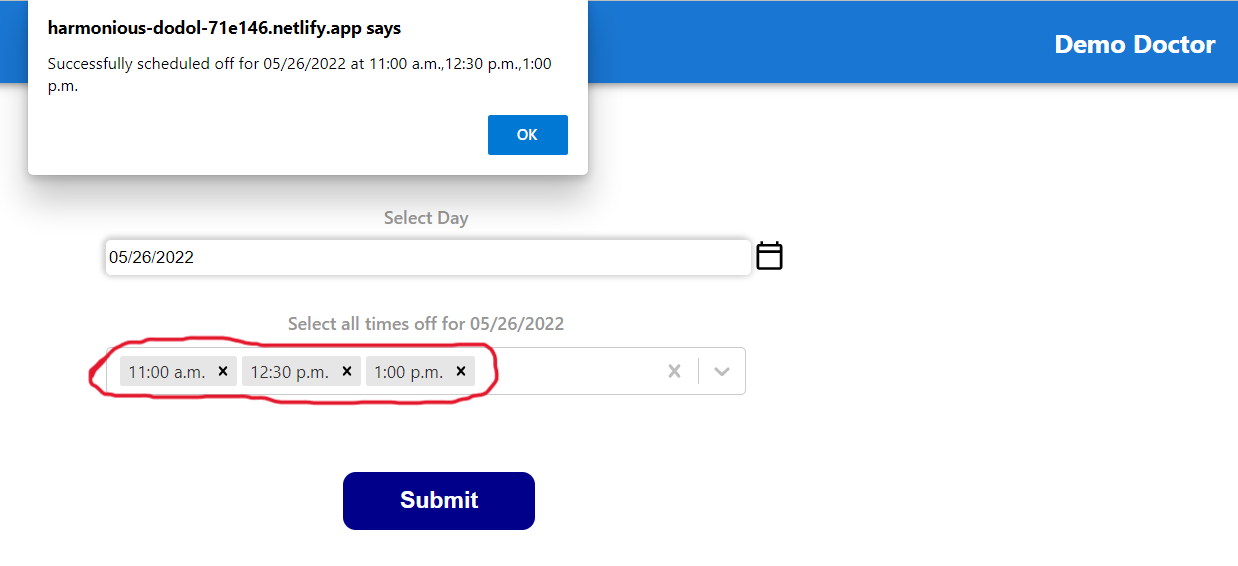 harmonious-dodol-71e146.netlify.app says
Successfully scheduled off for 05/26/2022 at 11:00 a.m.,12:30 p.m.,1:00
p.m.
OK
Demo Doctor
Select Day
05/26/2022
Select all times off for 05/26/2022
11:00 a.m. × 12:30 p.m. × 1:00 p.m. ×
Submit